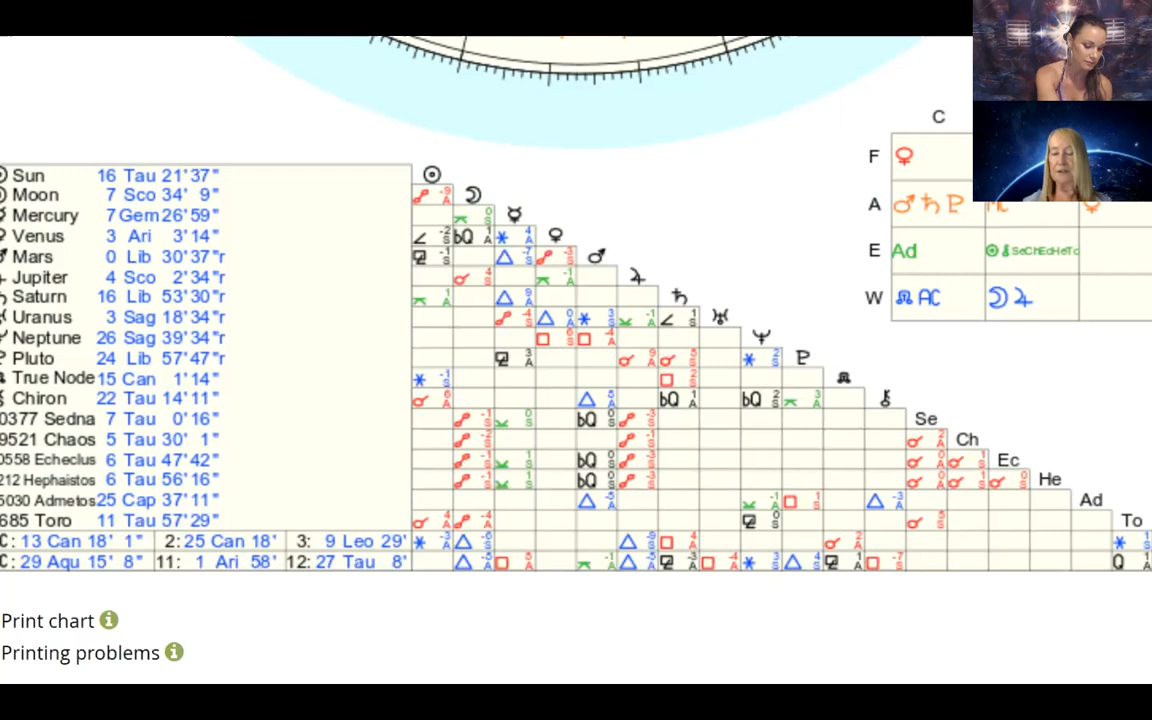 Sun 16 Tau 21'37"
Moon 7 Sco 34' 9"
Mercury 7 Gem 26'59"
Venus 3 Ari 3'14"
Mars 0 Lib 30'37"r
Jupiter 4 Sco 2'34"r
Saturn 16 Lib 53'30"r
Uranus 3 Sag 18'34"r
Neptune 26 Sag 39'34"r
Pluto 24 Lib 57'47"r
True Node 15 Can 1'14"
Chiron 22 Tau 14'11"
0377 Sedna 7 Tau 0'16"
9521 Chaos 5 Tau 30' 1"
0558 Echeclus 6 Tau 47'42"
212 Hephaistos 6 Tau 56'16"
5030 Admetos 25 Cap 37'11"
685 Toro 11 Tau 57'29"
C: 13 Can 18' 1" 2: 25 Can 18' 3: 9 Leo 29'
C: 29 Aqu 15' 8" 11: 1 Ari 58' 12: 27 Tau 8'
Se
Ch
Ec
He
Ad
To
C
F
A
E Ad SeChEdHeTo
W AC
Print chart
Printing problems